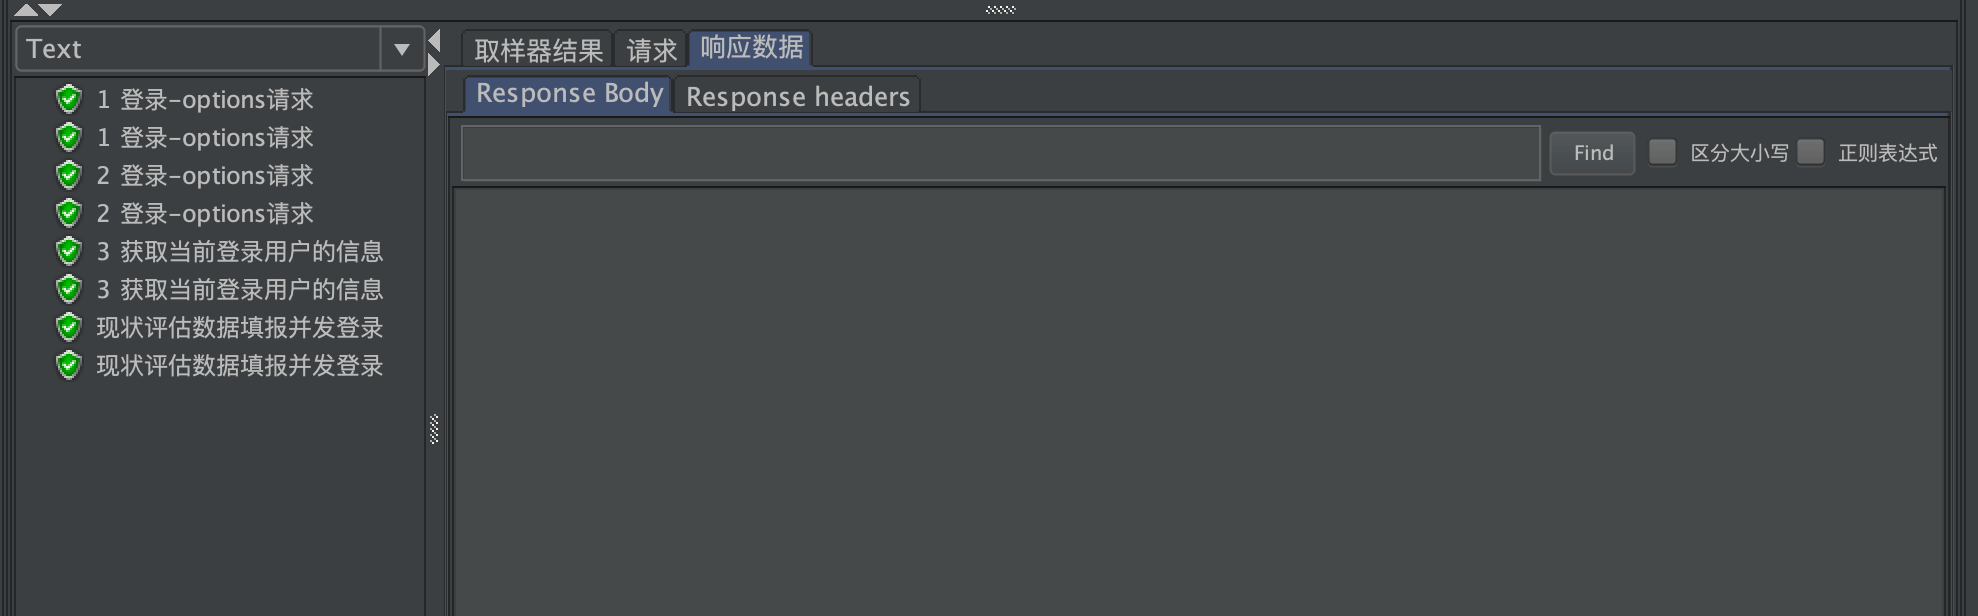 Text
1 登录-options请求
1 登录-options请求
2 登录-options请求
2 登录-options请求
3 获取当前登录用户的信息
3 获取当前登录用户的信息
现状评估数据填报并发登录
现状评估数据填报并发登录
取样器结果 请求 响应数据
Response Body Response headers
Find 区分大小写 正则表达式